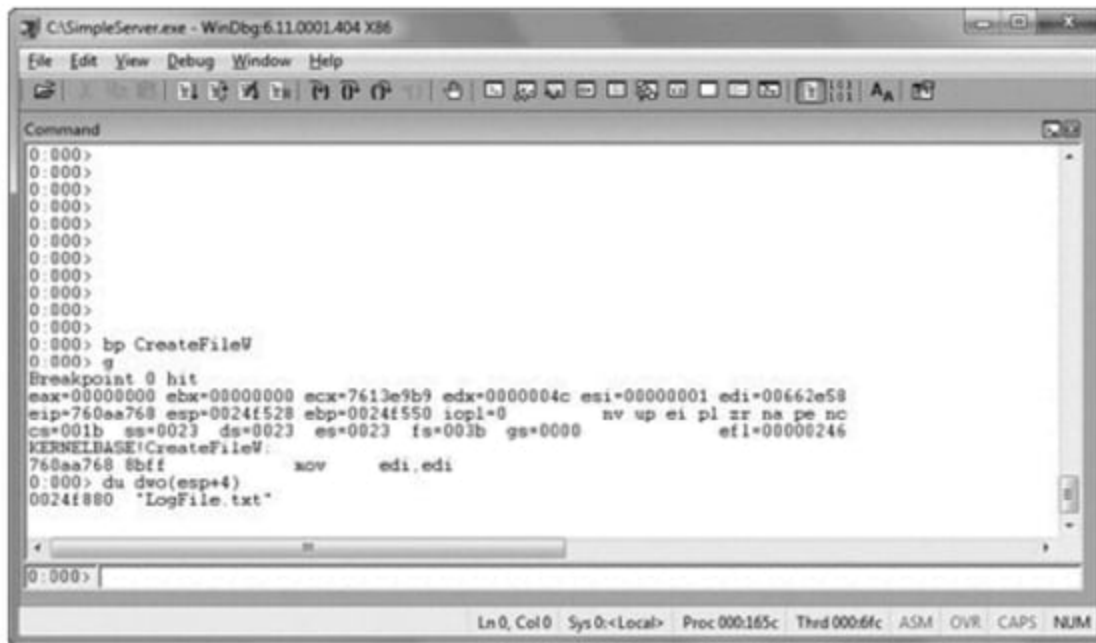 C:\SimpleServer.exe - WinDbg:6.11.0001.404 X86
File Edit View Debug Window Help
Command
0:000>
0:000>
0:000>
0:000>
0:000>
0:000>
0:000>
0:000>
0:000>
0:000>
0:000>
0:000> bp CreateFileW
0:000> g
Breakpoint 0 hit
eax=00000000 ebx=00000000 ecx=7613e9b9 edx=0000004c esi=00000001 edi=00662e58
eip=760aa768 esp=0024f528 ebp=0024f550 iopl=0 nv up ei pl zr na pe nc
cs=001b ss=0023 ds=0023 es=0023 fs=003b gs=0000 efl=00000246
KERNELBASE!CreateFileW:
760aa768 8bff mov edi,edi
0:000> du dwo(esp+4)
0024f880 "LogFile.txt"
0:000>
Ln 0, Col 0 Sys 0:<Local> Proc 000:165c Thrd 000:6fc ASM OVR CAPS NUM